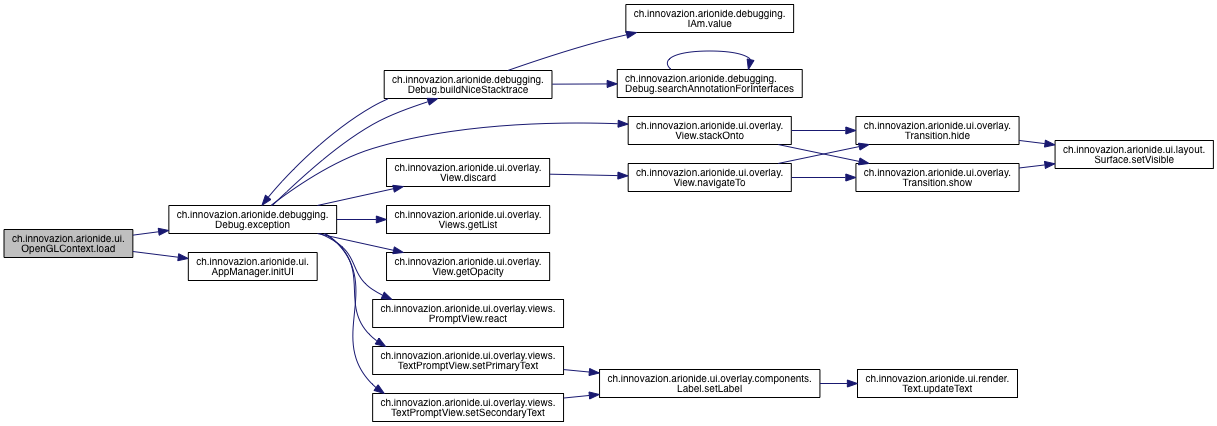 ch.innovazion.arionide.debugging.
IAm.value
ch.innovazion.arionide.debugging.
Debug.buildNiceStacktrace
ch.innovazion.arionide.debugging.
Debug.searchAnnotationForInterfaces
ch.innovazion.arionide.ui.overlay.
View.stackOnto
ch.innovazion.arionide.ui.overlay.
Transition.hide
ch.innovazion.arionide.ui.layout.
Surface.setVisible
ch.innovazion.arionide.ui.overlay.
View.discard
ch.innovazion.arionide.ui.overlay.
View.navigateTo
ch.innovazion.arionide.ui.overlay.
Transition.show
ch.innovazion.arionide.debugging.
Debug.exception
ch.innovazion.arionide.ui.overlay.
Views.getList
ch.innovazion.arionide.ui.
OpenGLContext.load
ch.innovazion.arionide.ui.
AppManager.initUI
ch.innovazion.arionide.ui.overlay.
View.getOpacity
ch.innovazion.arionide.ui.overlay.views.
PromptView.react
ch.innovazion.arionide.ui.overlay.views.
TextPromptView.setPrimaryText
ch.innovazion.arionide.ui.overlay.components.
Label.setLabel
ch.innovazion.arionide.ui.render.
Text.updateText
ch.innovazion.arionide.ui.overlay.views.
TextPromptView.setSecondaryText